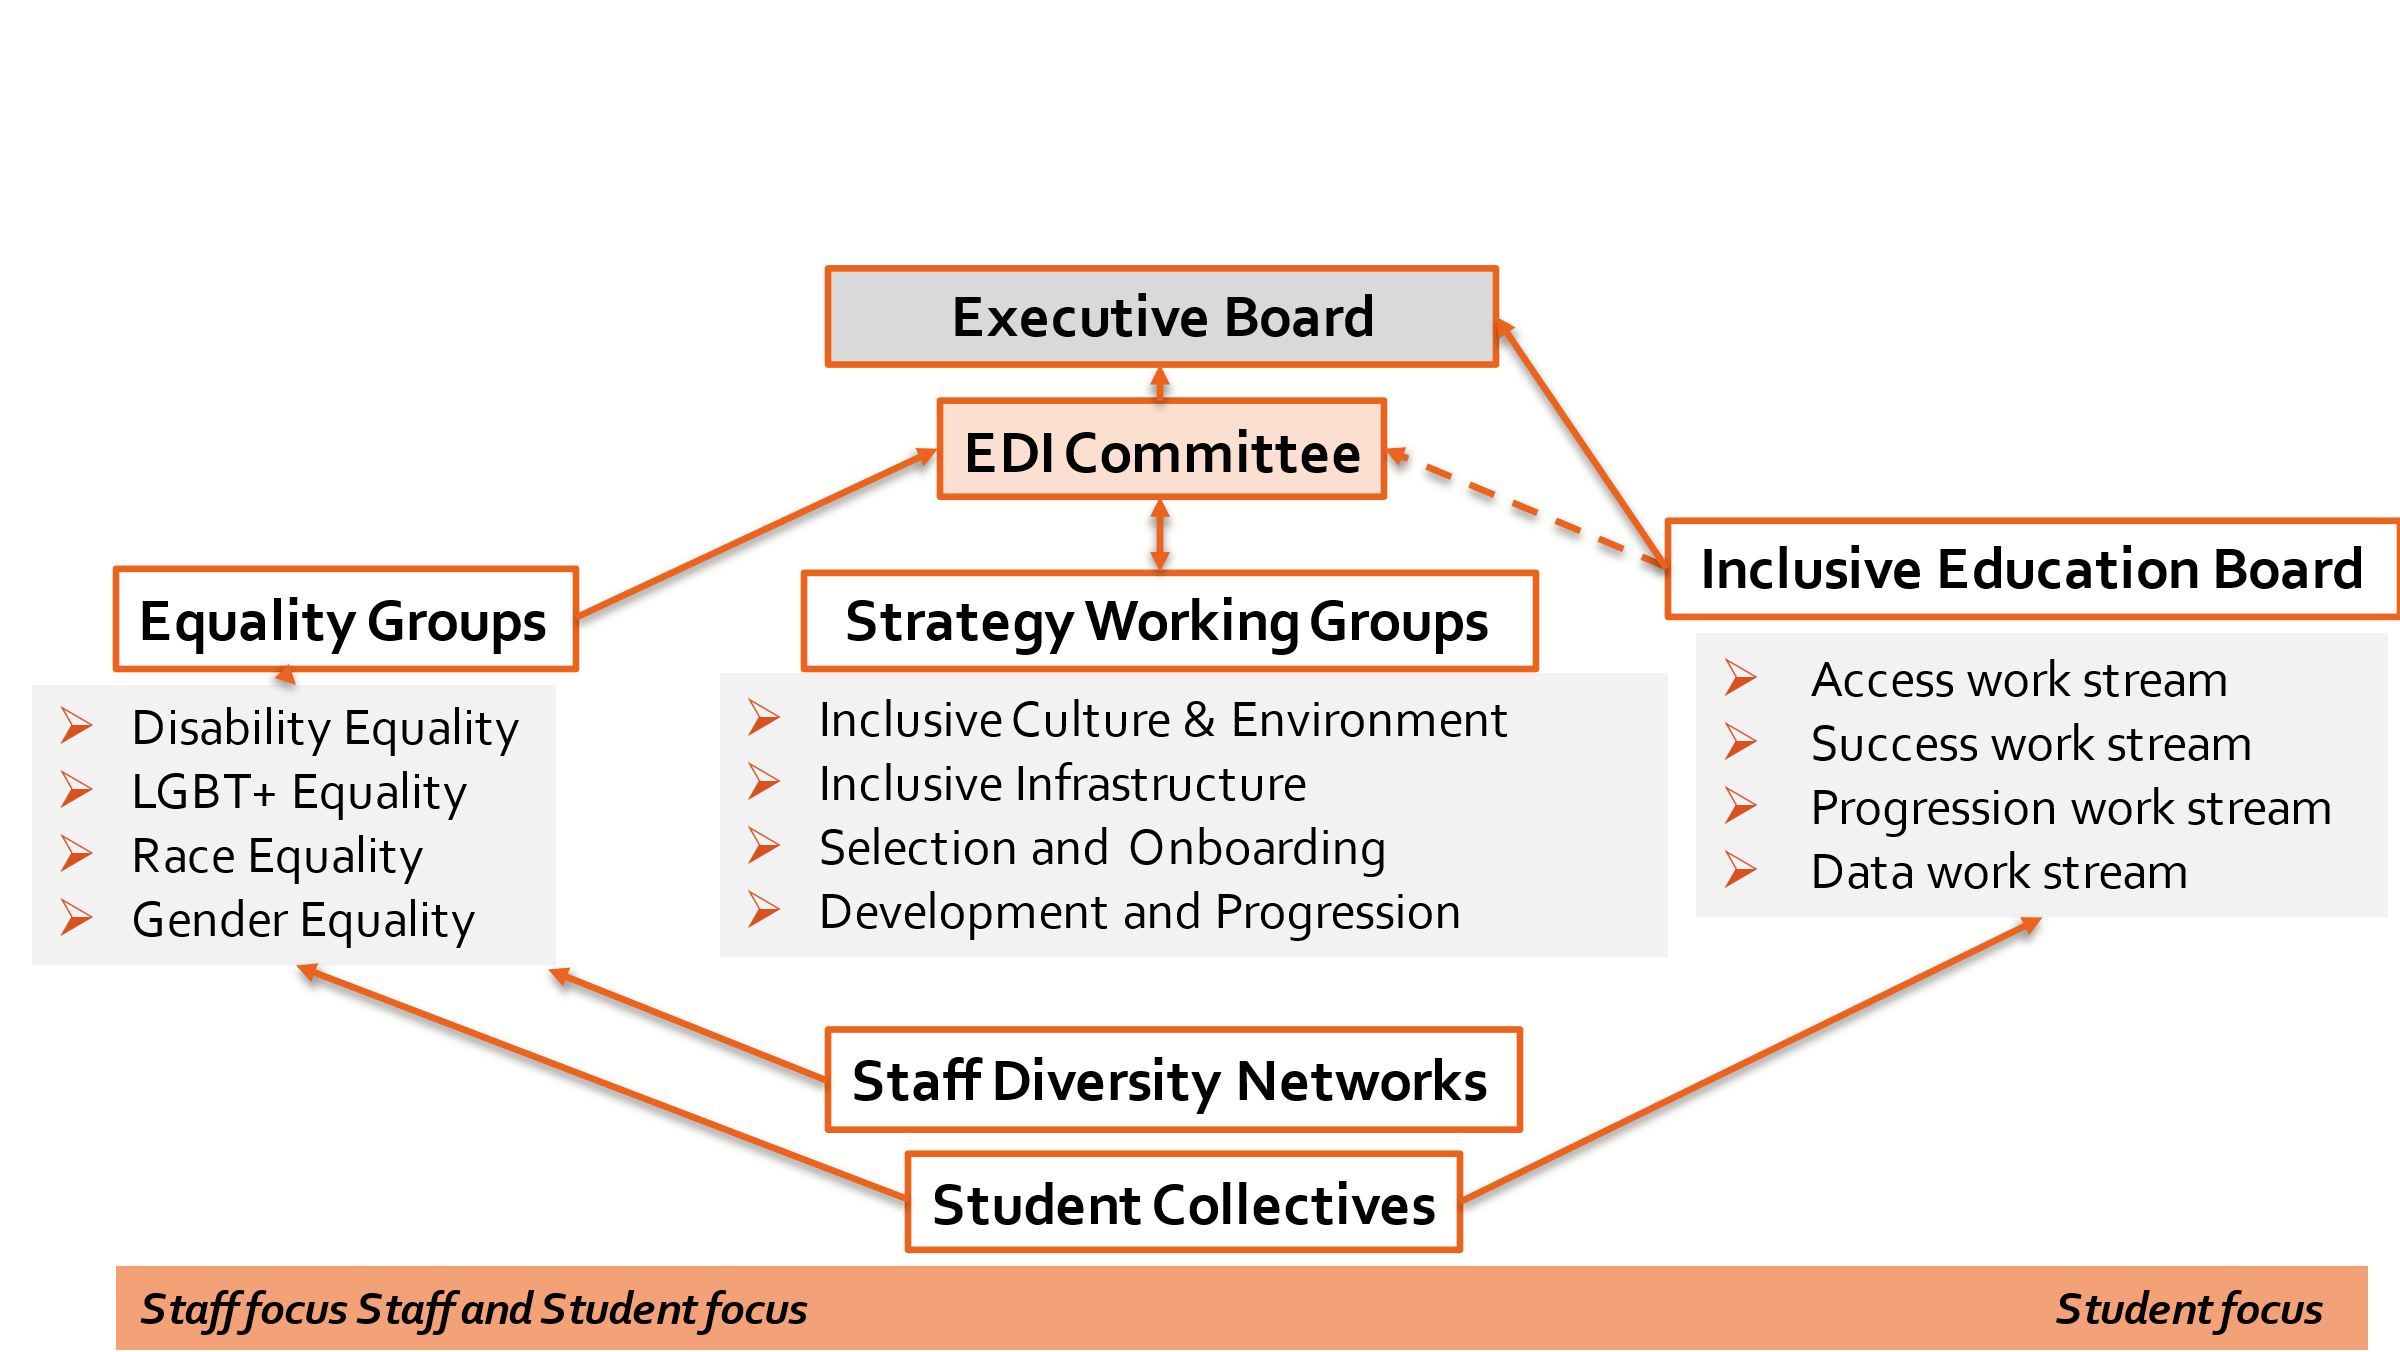 Executive Board
EDI Committee
Equality Groups
Disability Equality
LGBT+ Equality
Race Equality
Gender Equality
Strategy Working Groups
Inclusive Culture & Environment
Inclusive Infrastructure
Selection and Onboarding
Development and Progression
Inclusive Education Board
Access work stream
Success work stream
Progression work stream
Data work stream
Staff Diversity Networks
Student Collectives
Staff focus Staff and Student focus
Student focus